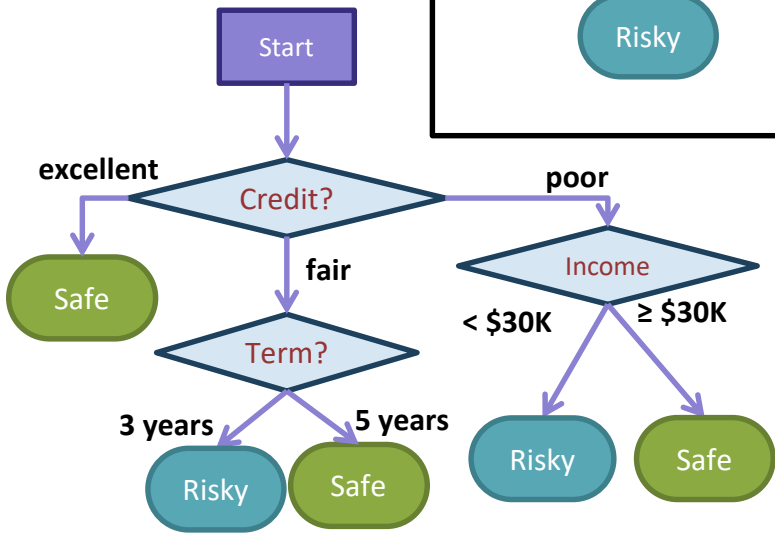 Risky
Start
excellent
poor
Credit?
fair
Income
Safe
< $30K
≥ $30K
Term?
3 years
5 years
Risky
Safe
Risky
Safe